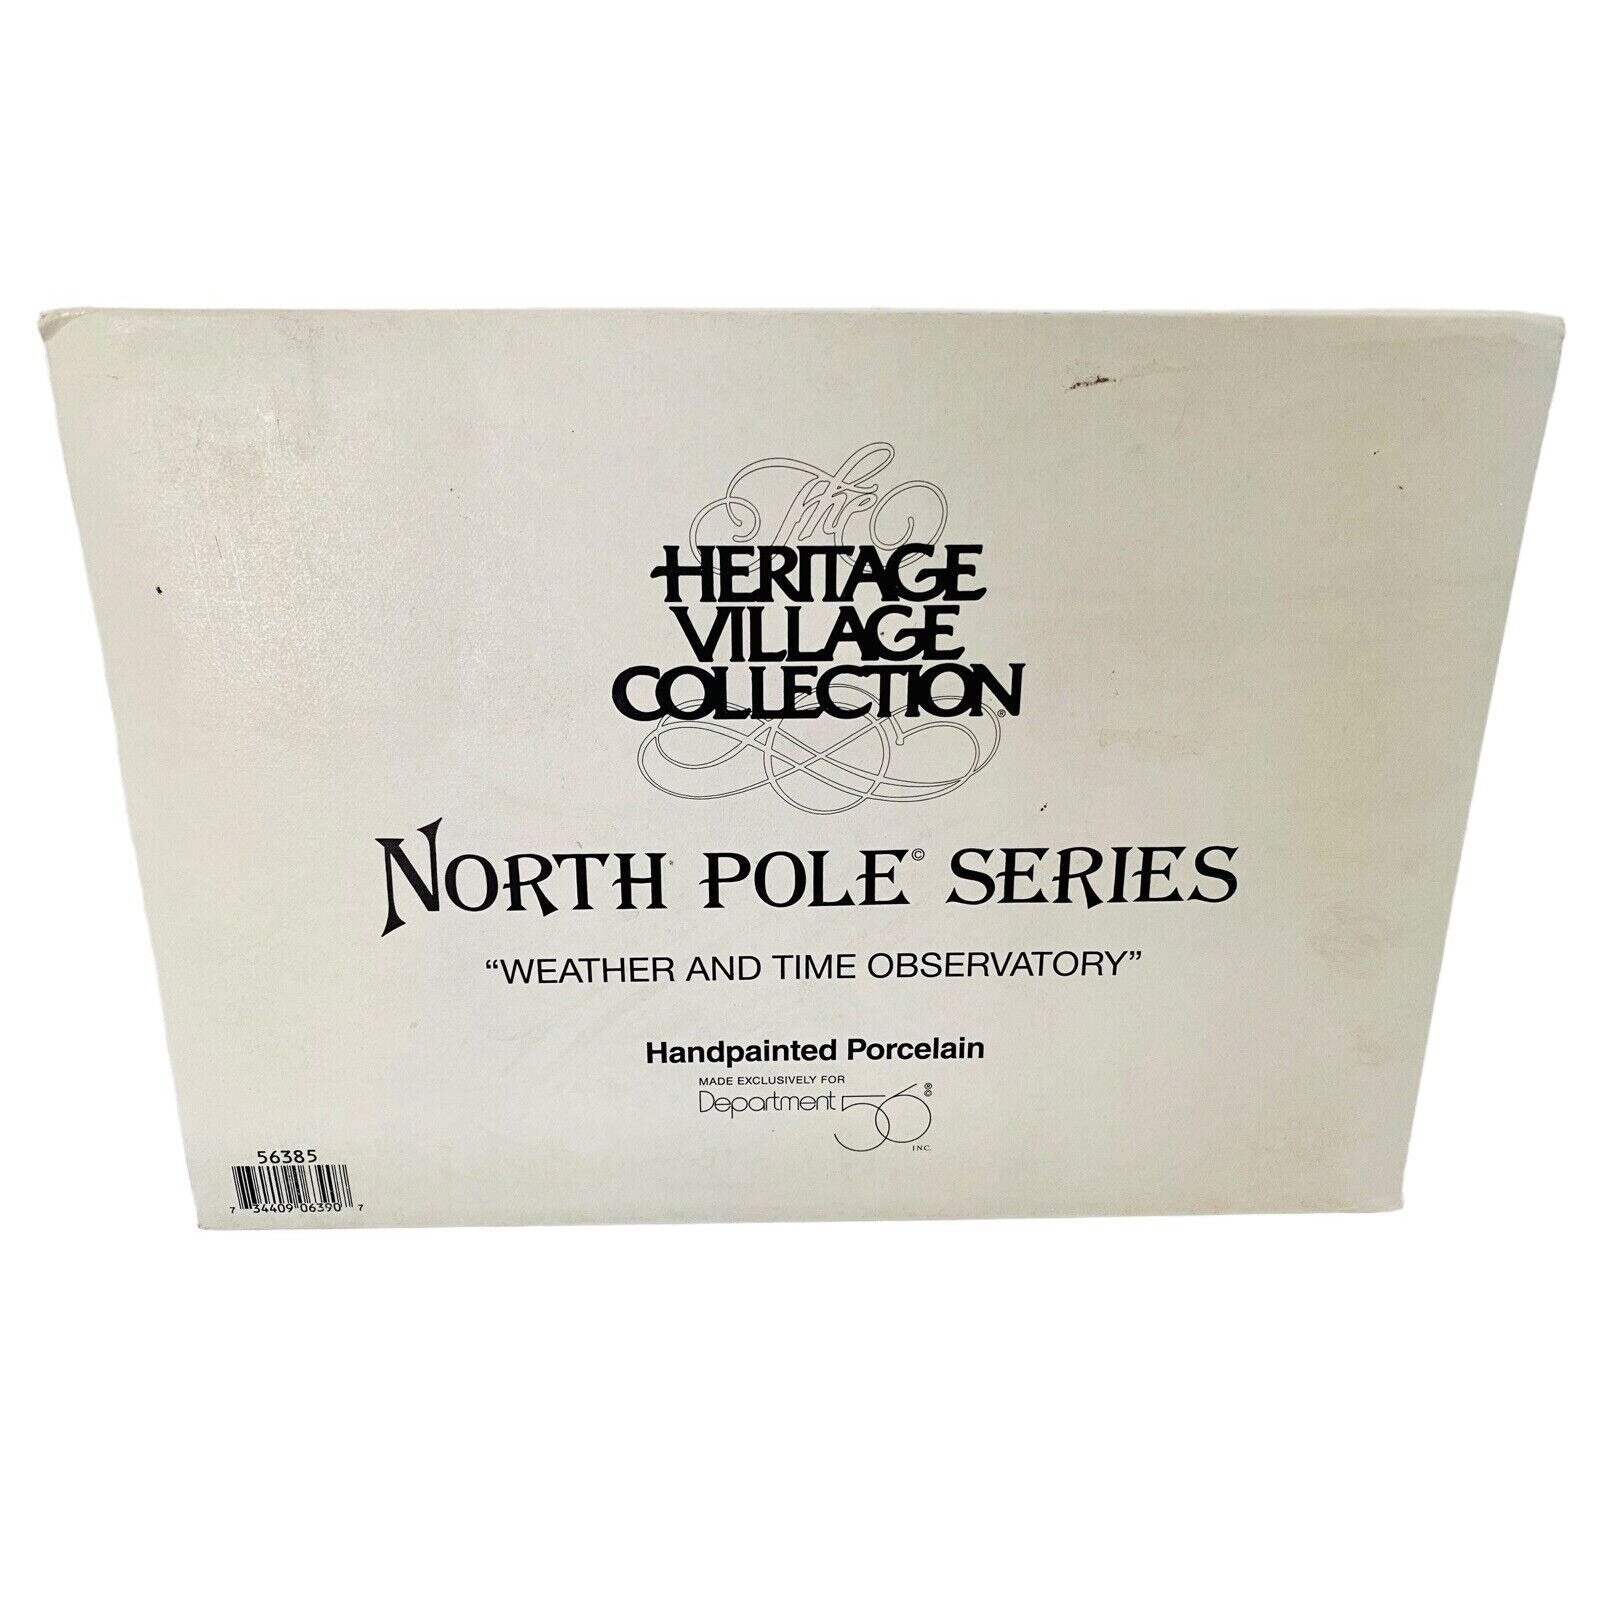 The
HERITAGE
VILLAGE
COLLECTION®
NORTH POLE© SERIES
“WEATHER AND TIME OBSERVATORY”
Handpainted Porcelain
MADE EXCLUSIVELY FOR
Department 56®©
INC.
56385
7 34409 06390 7